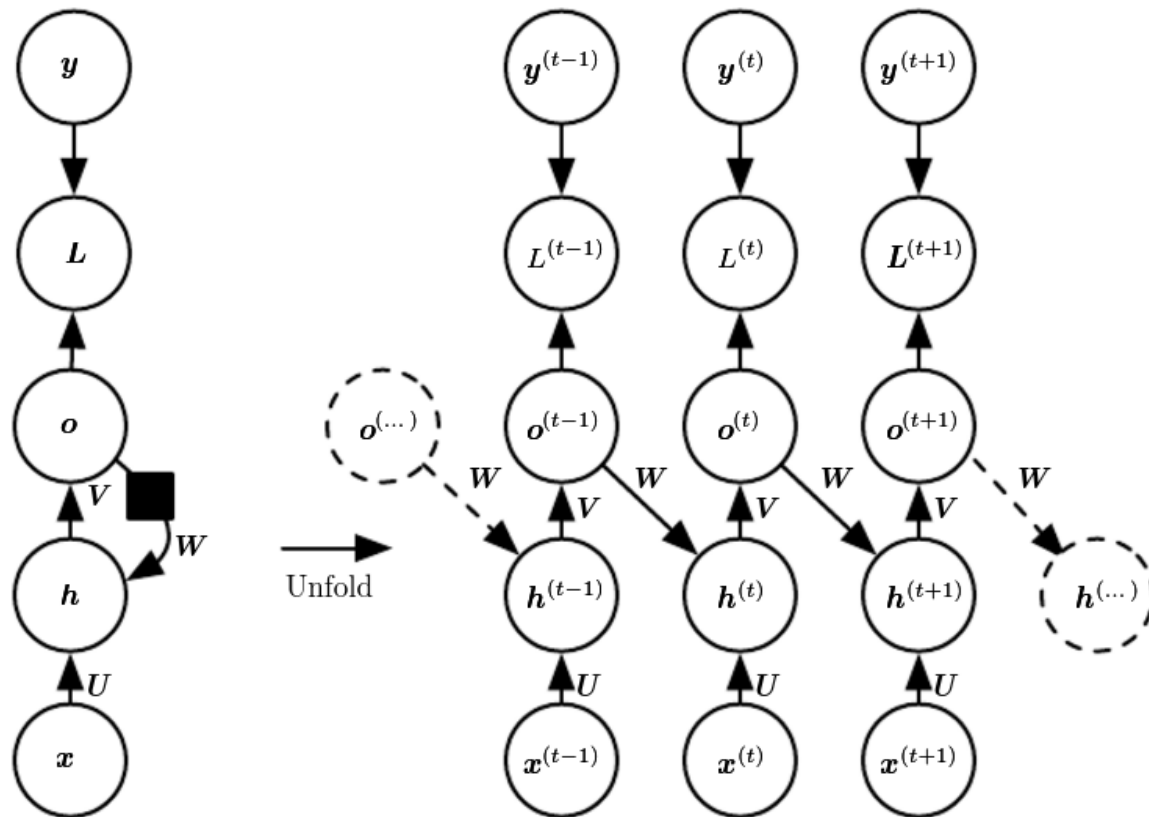 y y^(t−1) y^(t) y^(t+1)
L L^(t−1) L^(t) L^(t+1)
o o^(...) o^(t−1) o^(t) o^(t+1)
W W W W
V V V V
W
Unfold
h h^(t−1) h^(t) h^(t+1) h^(...)
U U U U
x x^(t−1) x^(t) x^(t+1)